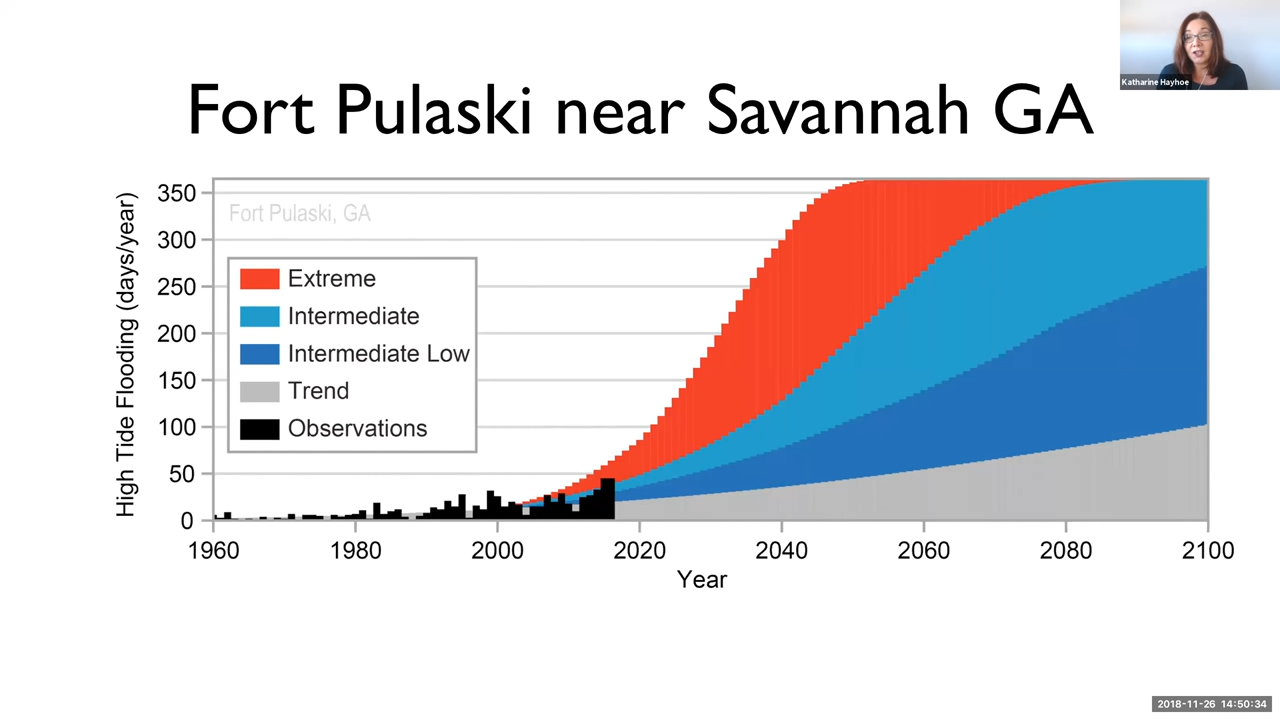 Katharine Hayhoe
Fort Pulaski near Savannah GA
High Tide Flooding (days/year)
350
300
250
200
150
100
50
0
Fort Pulaski, GA
Extreme
Intermediate
Intermediate Low
Trend
Observations
1960 1980 2000 2020 2040 2060 2080 2100
Year
2018-11-26 14:50:34